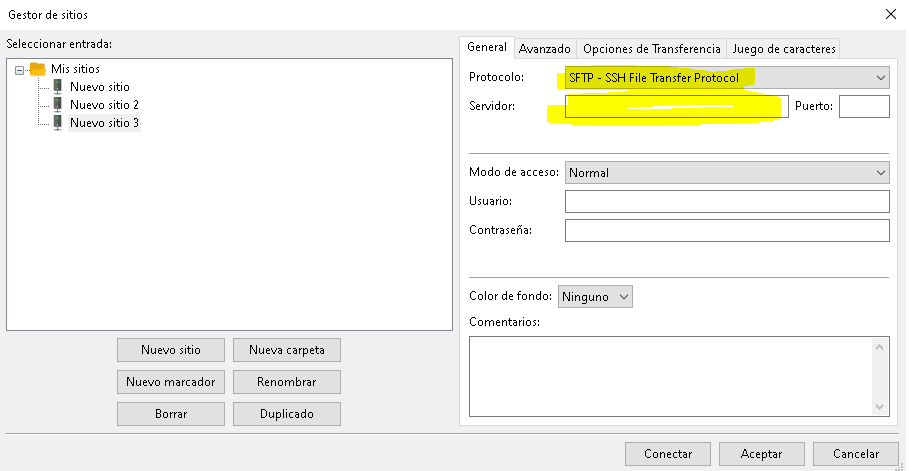 Gestor de sitios
Seleccionar entrada:
Mis sitios
Nuevo sitio
Nuevo sitio 2
Nuevo sitio 3
Nuevo sitio
Nueva carpeta
Nuevo marcador
Renombrar
Borrar
Duplicado
General
Avanzado
Opciones de Transferencia
Juego de caracteres
Protocolo:
SFTP - SSH File Transfer Protocol
Servidor:
Puerto:
Modo de acceso:
Normal
Usuario:
Contraseña:
Color de fondo:
Ninguno
Comentarios:
Conectar
Aceptar
Cancelar